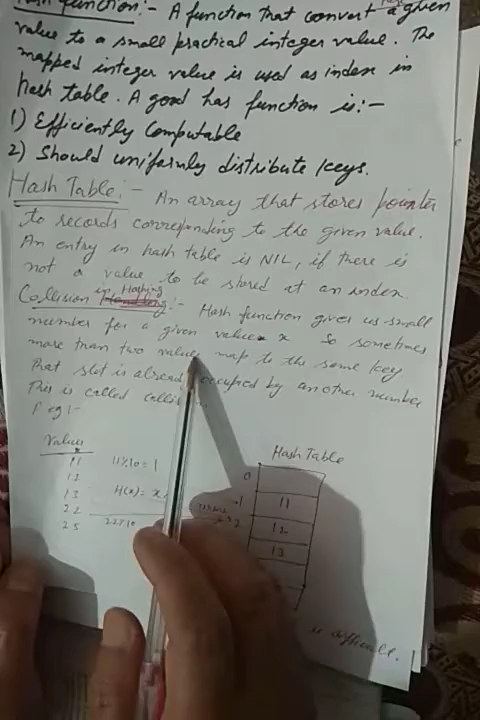 Hash function:- A function that convert a given
value to a small practical integer value. The
mapped integer value is used as index in
hash table. A good has function is:-
1) Efficiently Computable
2) Should uniformly distribute keys.
Hash Table:- An array that stores pointer
to records corresponding to the given value.
An entry in hash table is NIL, if there is
not a value to be stored at an index.
Collision in Hashing:- Hash function gives us small
number for a given value x So sometimes
more than two values map to the same key
that slot is already occupied by another number
This is called
eg:-
Values
11 11%10=1
12
13 H(x)= x
22
25 22%10
Hash Table
0
1 11
2 12
13
is difficult.